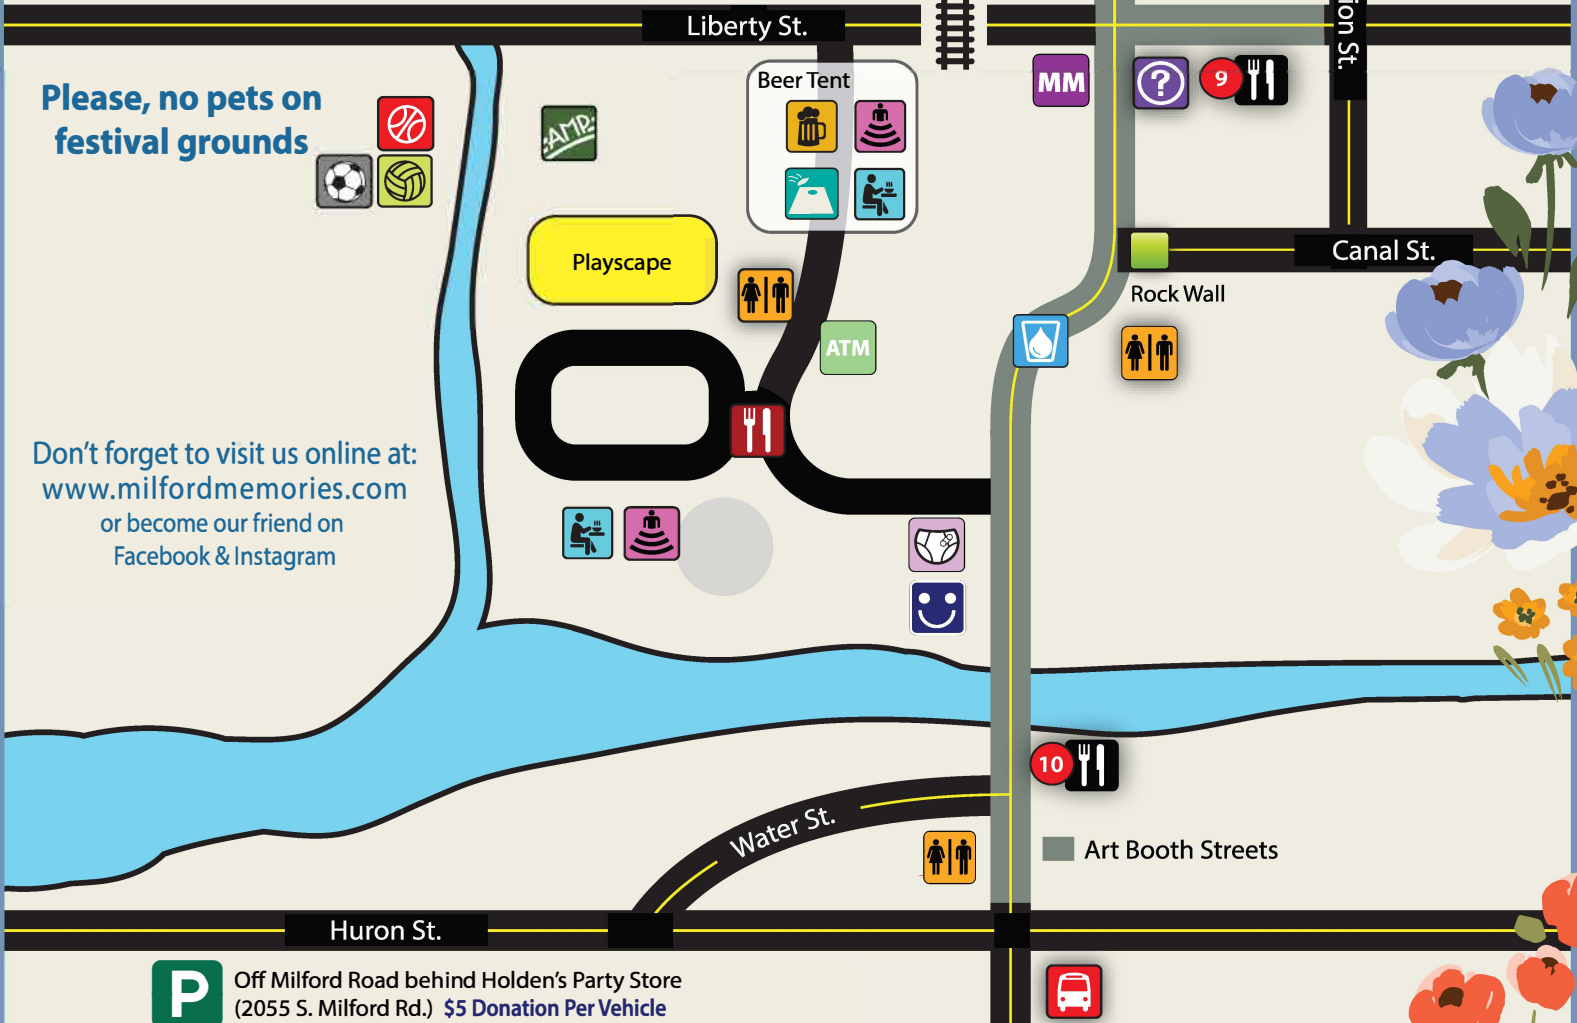 Liberty St.
ion St.
Please, no pets on
festival grounds
AMP
Beer Tent
MM
?
9
Playscape
Canal St.
Rock Wall
ATM
Don't forget to visit us online at:
www.milfordmemories.com
or become our friend on
Facebook & Instagram
10
Water St.
Art Booth Streets
Huron St.
P
Off Milford Road behind Holden's Party Store
(2055 S. Milford Rd.) $5 Donation Per Vehicle